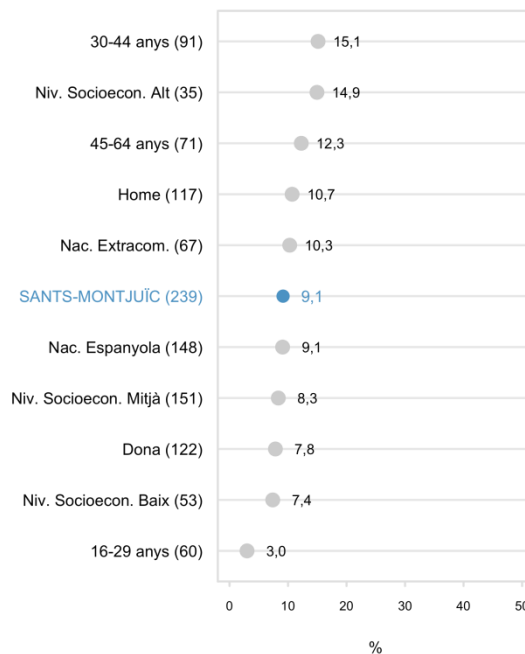 30-44 anys (91) 15,1
Niv. Socioecon. Alt (35) 14,9
45-64 anys (71) 12,3
Home (117) 10,7
Nac. Extracom. (67) 10,3
SANTS-MONTJUÏC (239) 9,1
Nac. Espanyola (148) 9,1
Niv. Socioecon. Mitjà (151) 8,3
Dona (122) 7,8
Niv. Socioecon. Baix (53) 7,4
16-29 anys (60) 3,0
0 10 20 30 40 50
%